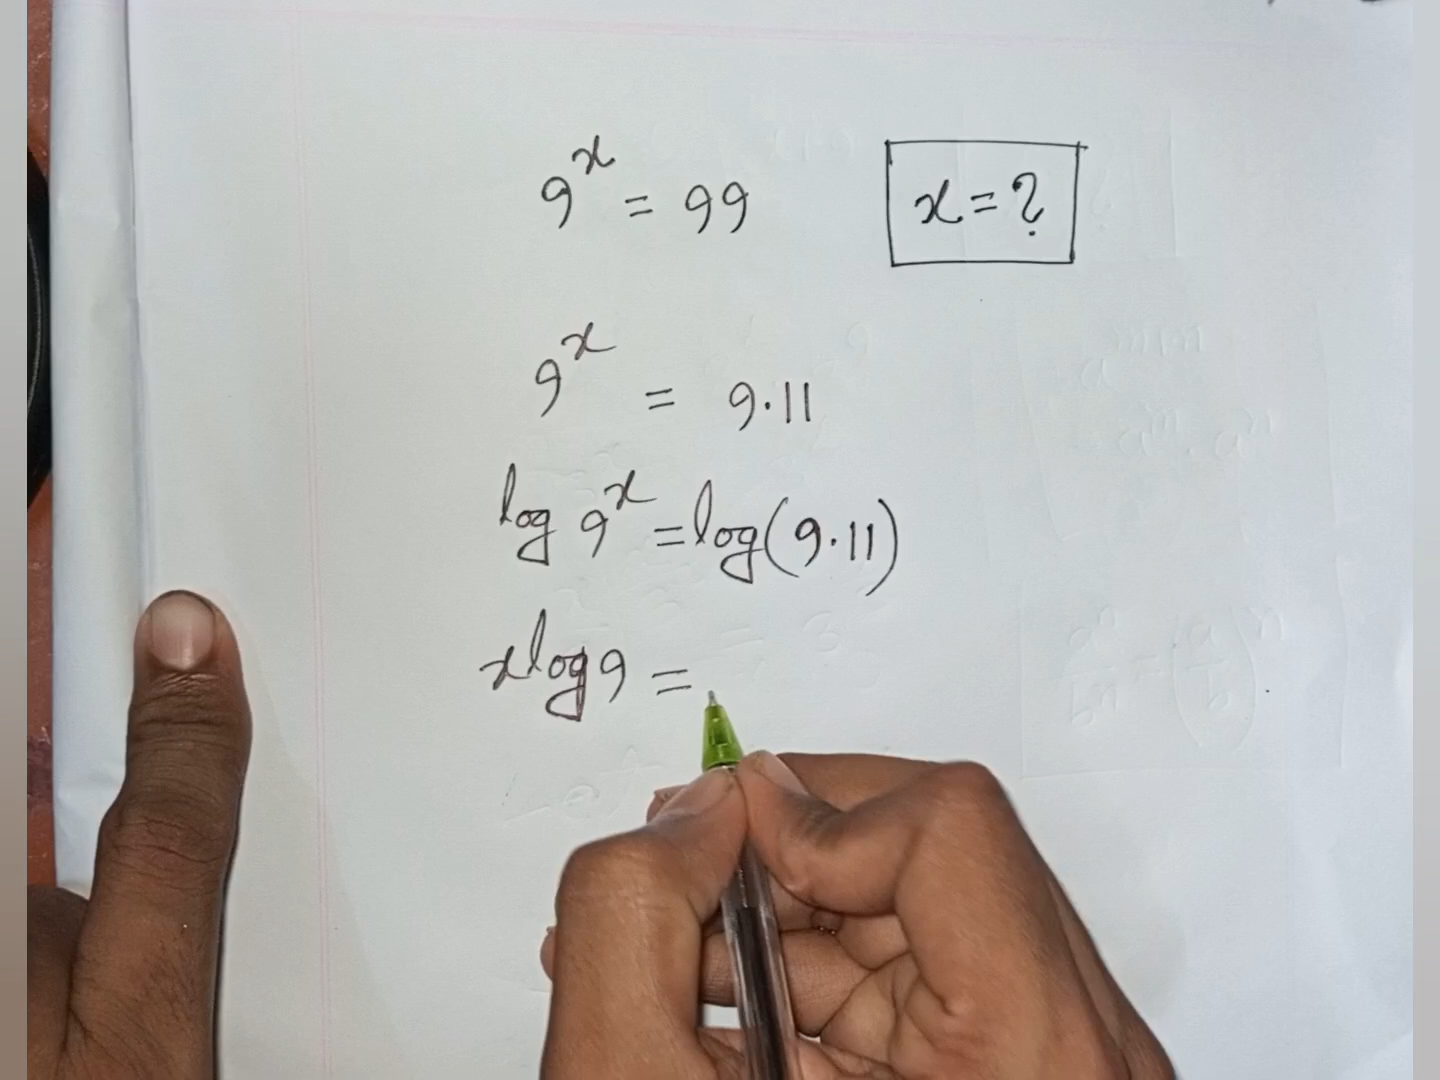 9^x = 99 x = ?
9^x = 9·11
log 9^x = log(9·11)
x log 9 =